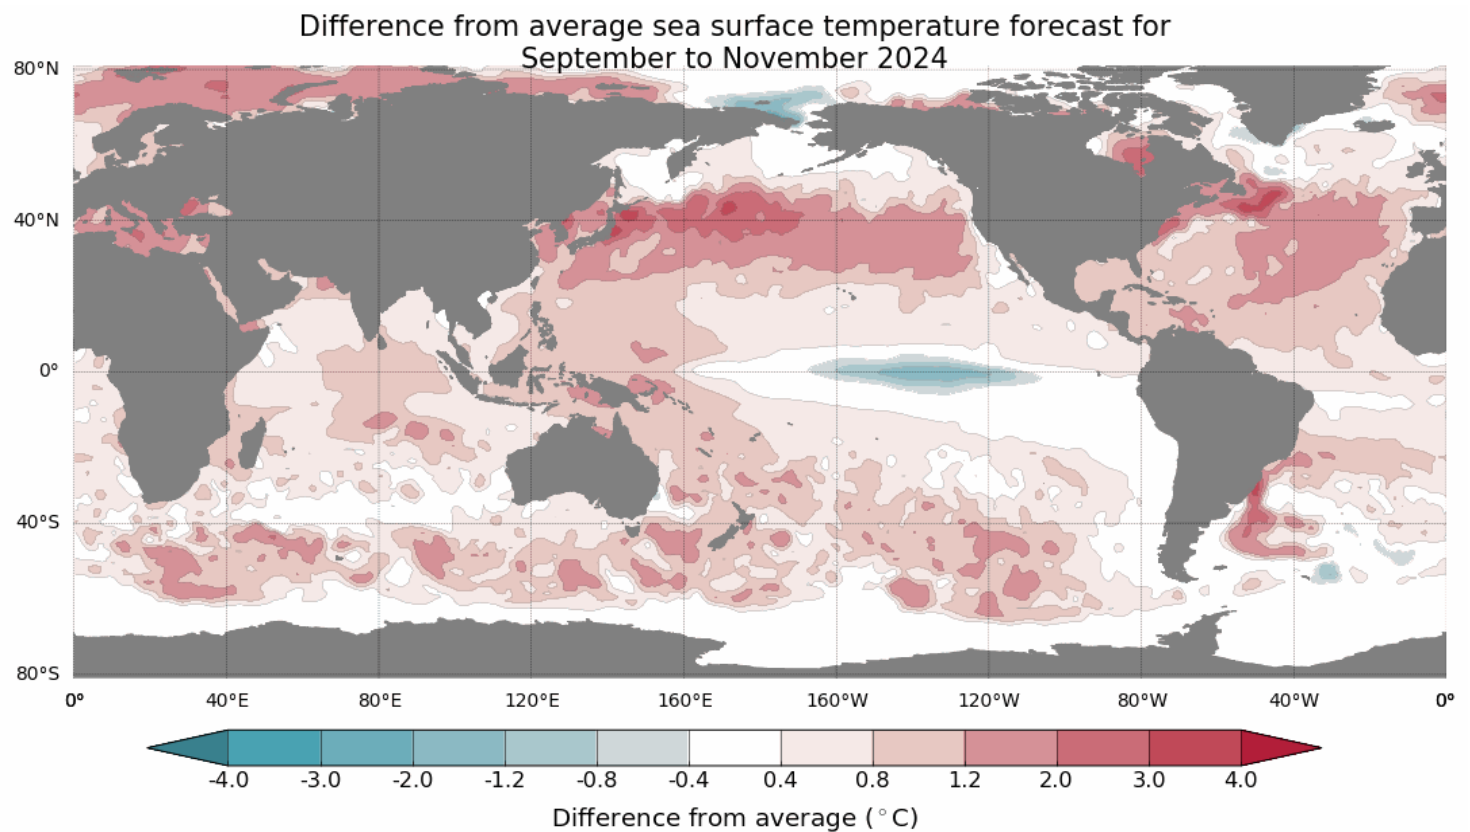 Difference from average sea surface temperature forecast for
September to November 2024
80°N
40°N
0°
40°S
80°S
0° 40°E 80°E 120°E 160°E 160°W 120°W 80°W 40°W 0°
-4.0 -3.0 -2.0 -1.2 -0.8 -0.4 0.4 0.8 1.2 2.0 3.0 4.0
Difference from average (°C)